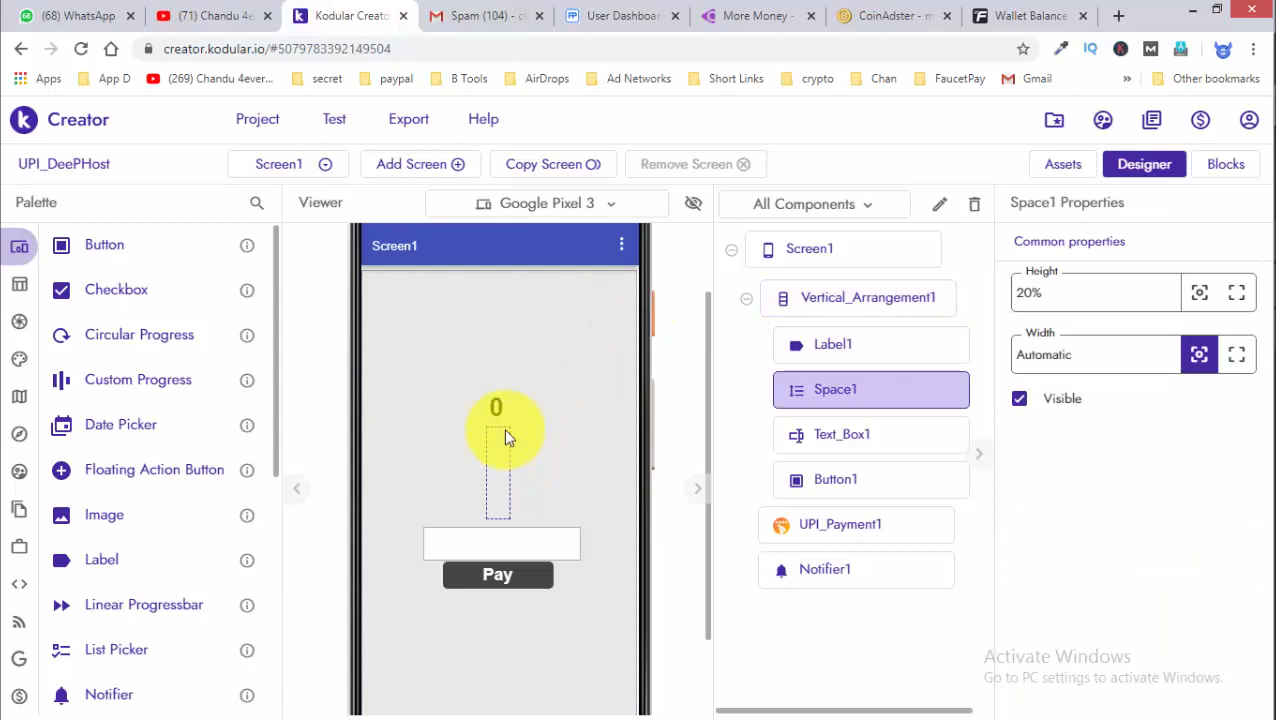 (68) WhatsApp
(71) Chandu 4ev
Kodular Creato
Spam (104) - c
User Dashboar
More Money -
CoinAdster - m
Wallet Balance
creator.kodular.io/#5079783392149504
Apps
App D
(269) Chandu 4ever...
secret
paypal
B Tools
AirDrops
Ad Networks
Short Links
crypto
Chan
FaucetPay
Gmail
»
Other bookmarks
Creator
Project
Test
Export
Help
UPI_DeePHost
Screen1
Add Screen
Copy Screen
Remove Screen
Assets
Designer
Blocks
Palette
Viewer
Google Pixel 3
All Components
Space1 Properties
Button
Checkbox
Circular Progress
Custom Progress
Date Picker
Floating Action Button
Image
Label
Linear Progressbar
List Picker
Notifier
Screen1
0
Pay
Screen1
Vertical_Arrangement1
Label1
Space1
Text_Box1
Button1
UPI_Payment1
Notifier1
Common properties
Height
20%
Width
Automatic
Visible
Activate Windows
Go to PC settings to activate Windows.